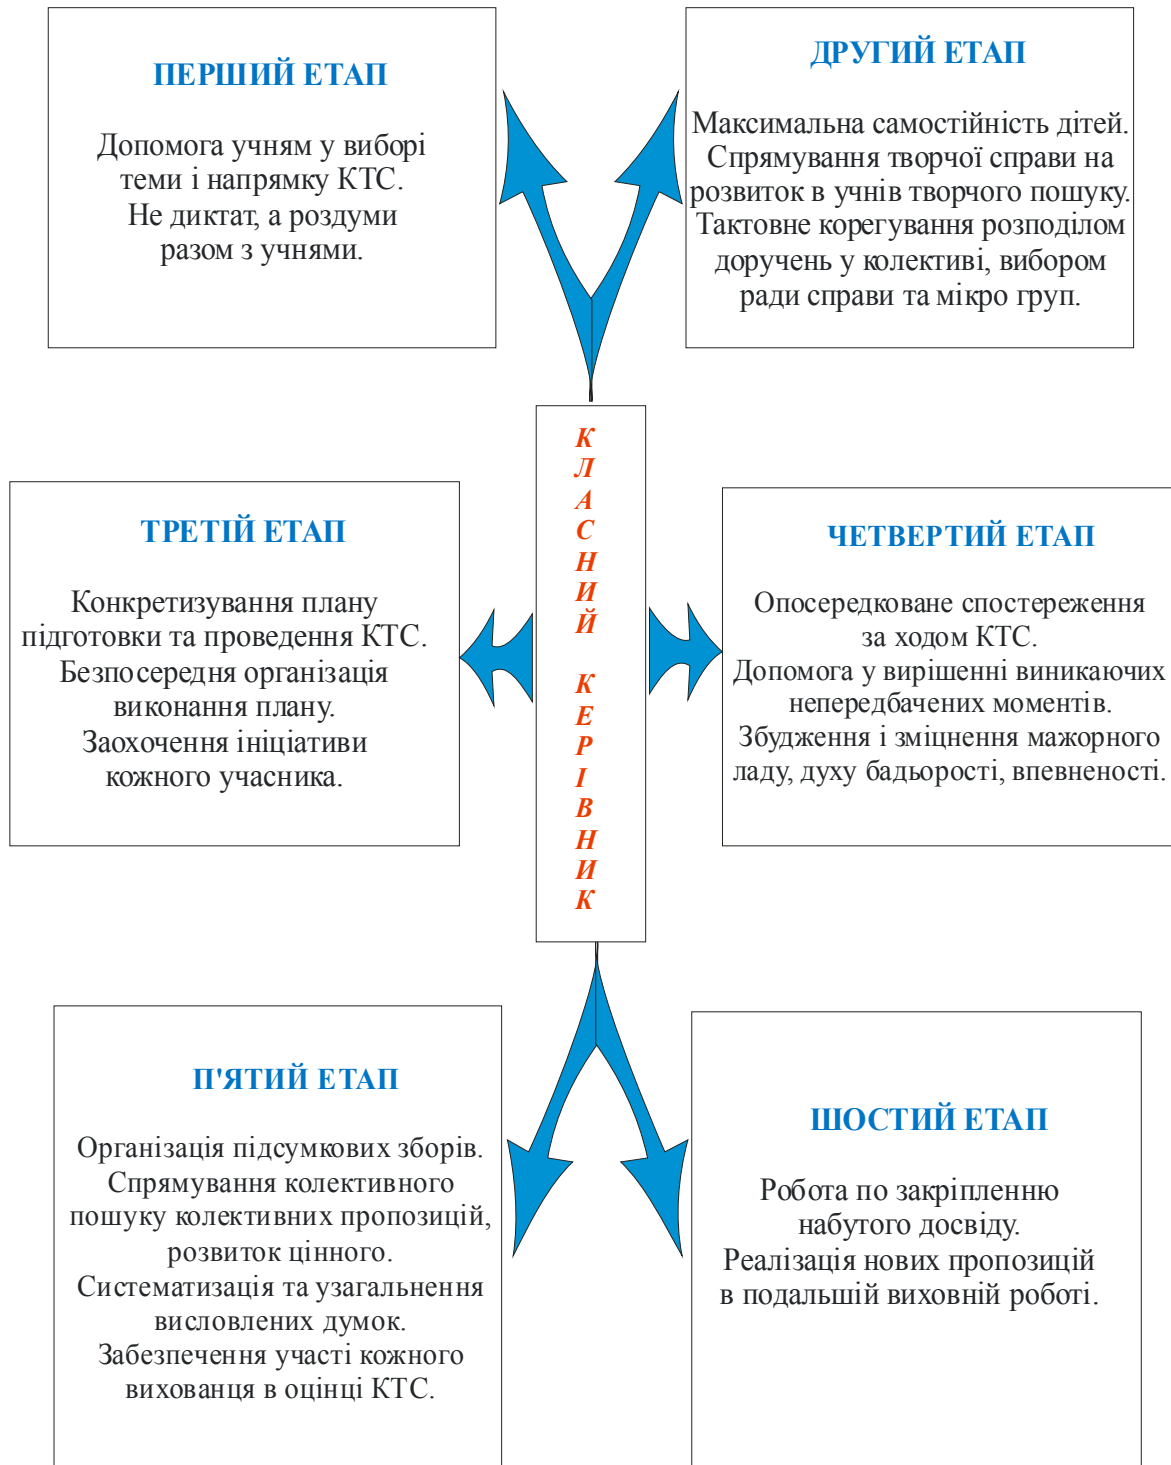 ПЕРШИЙ ЕТАП
Допомога учням у виборі
теми і напрямку КТС.
Не диктат, а роздуми
разом з учнями.
ДРУГИЙ ЕТАП
Максимальна самостійність дітей.
Спрямування творчої справи на
розвиток в учнів творчого пошуку.
Тактовне корегування розподілом
доручень у колективі, вибором
ради справи та мікро груп.
КЛАСНИЙ КЕРІВНИК
ТРЕТІЙ ЕТАП
Конкретизування плану
підготовки та проведення КТС.
Безпосередня організація
виконання плану.
Заохочення ініціативи
кожного учасника.
ЧЕТВЕРТИЙ ЕТАП
Опосередковане спостереження
за ходом КТС.
Допомога у вирішенні виникаючих
непередбачених моментів.
Збудження і зміцнення мажорного
ладу, духу бадьорості, впевненості.
П'ЯТИЙ ЕТАП
Організація підсумкових зборів.
Спрямування колективного
пошуку колективних пропозицій,
розвиток цінного.
Систематизація та узагальнення
висловлених думок.
Забезпечення участі кожного
вихованця в оцінці КТС.
ШОСТИЙ ЕТАП
Робота по закріпленню
набутого досвіду.
Реалізація нових пропозицій
в подальшій виховній роботі.